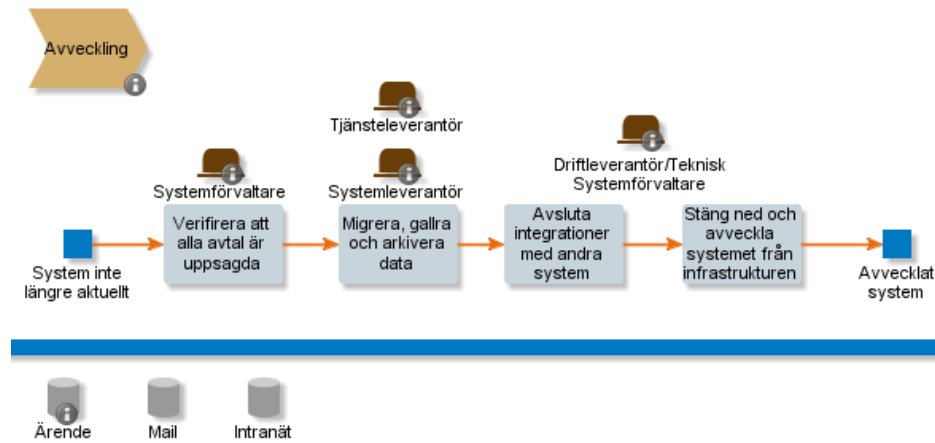 Avveckling
Tjänsteleverantör
Systemförvaltare
Systemleverantör
Driftleverantör/Teknisk
Systemförvaltare
System inte
längre aktuellt
Verifirera att
alla avtal är
uppsagda
Migrera, gallra
och arkivera
data
Avsluta
integrationer
med andra
system
Stäng ned och
avveckla
systemet från
infrastrukturen
Avvecklat
system
Ärende
Mail
Intranät